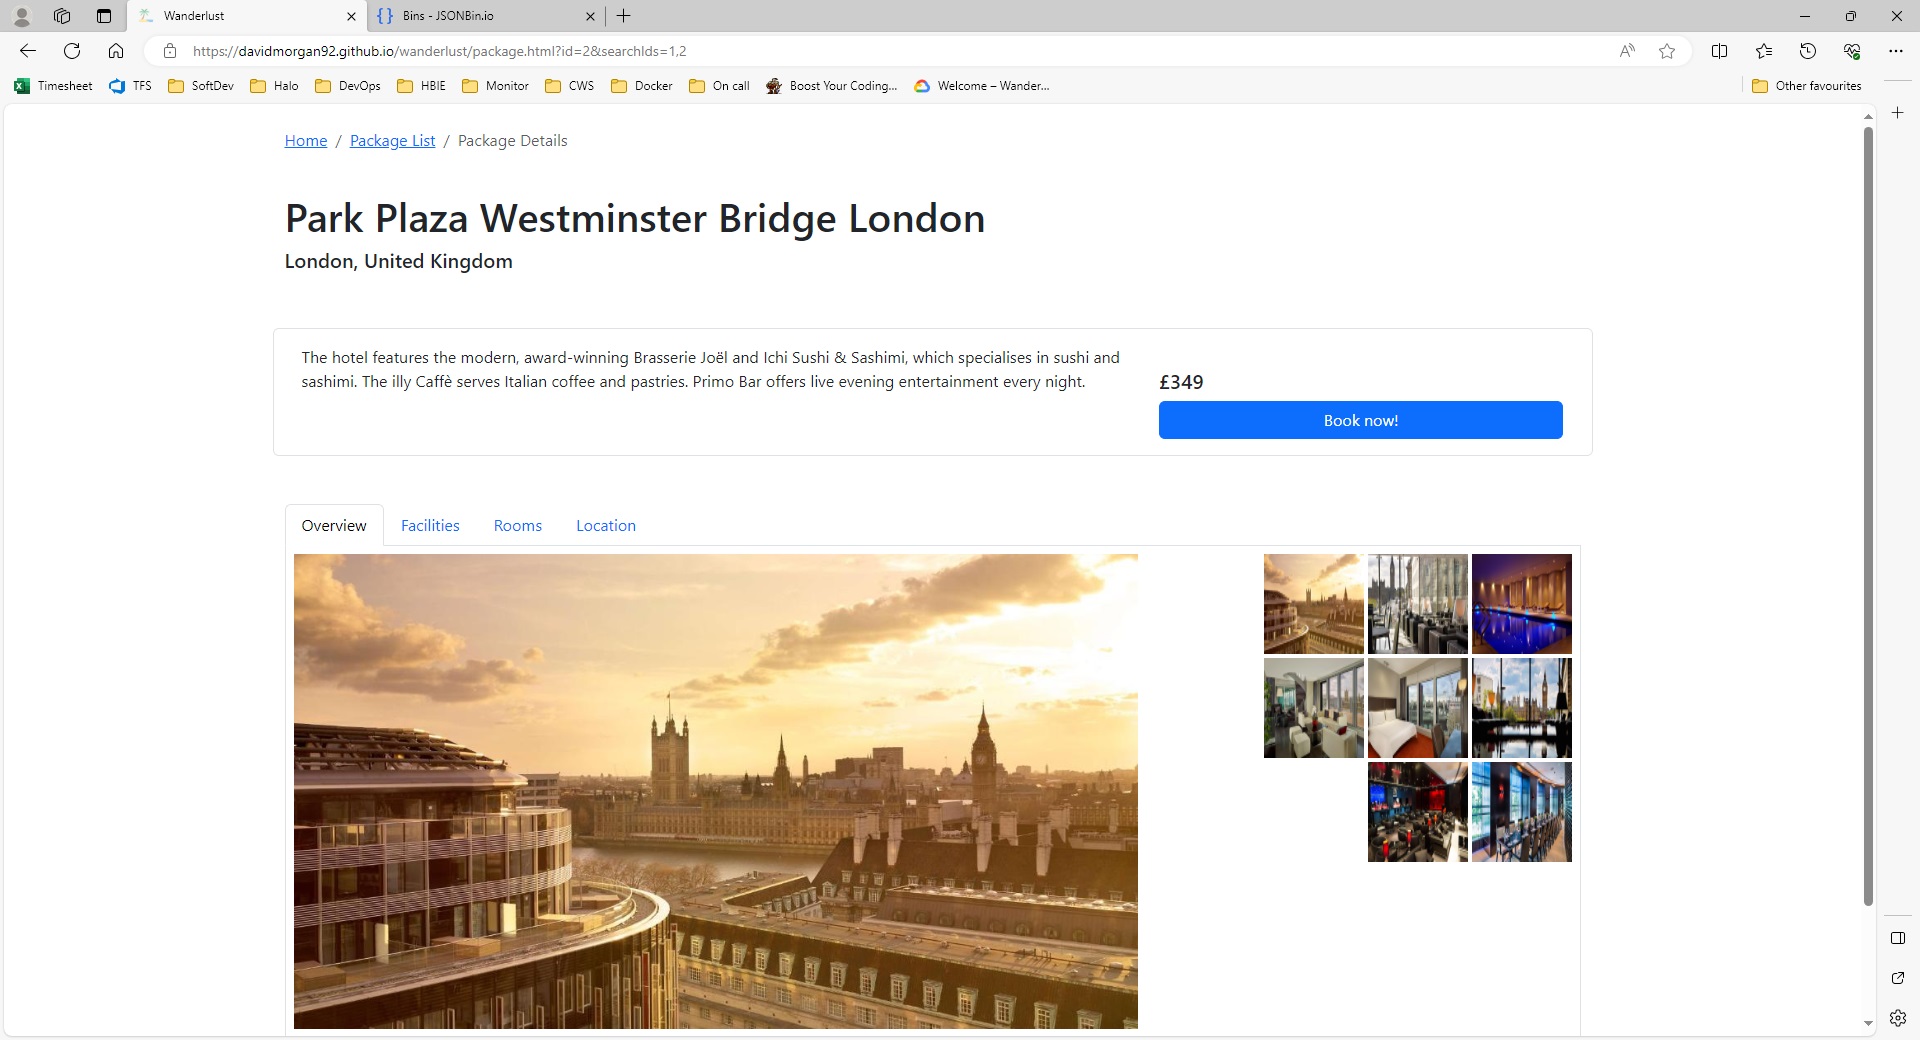 Wanderlust
Bins - JSONBin.io
https://davidmorgan92.github.io/wanderlust/package.html?id=2&searchIds=1,2
Timesheet
TFS
SoftDev
Halo
DevOps
HBIE
Monitor
CWS
Docker
On call
Boost Your Coding...
Welcome – Wander...
Other favourites
Home / Package List / Package Details
Park Plaza Westminster Bridge London
London, United Kingdom
The hotel features the modern, award-winning Brasserie Joël and Ichi Sushi & Sashimi, which specialises in sushi and
sashimi. The illy Caffè serves Italian coffee and pastries. Primo Bar offers live evening entertainment every night.
£349
Book now!
Overview
Facilities
Rooms
Location